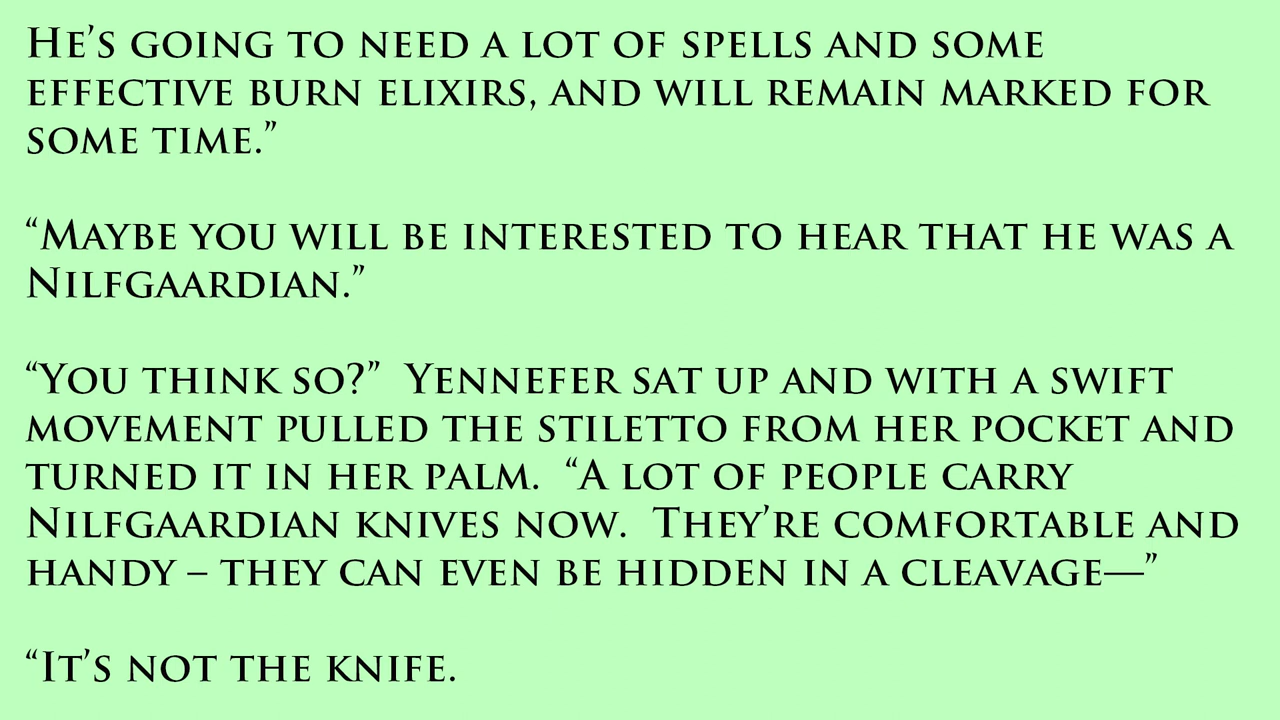 He’s going to need a lot of spells and some
effective burn elixirs, and will remain marked for
some time.”
“Maybe you will be interested to hear that he was a
Nilfgaardian.”
“You think so?”  Yennefer sat up and with a swift
movement pulled the stiletto from her pocket and
turned it in her palm.  “A lot of people carry
Nilfgaardian knives now.  They’re comfortable and
handy – they can even be hidden in a cleavage—”
“It’s not the knife.